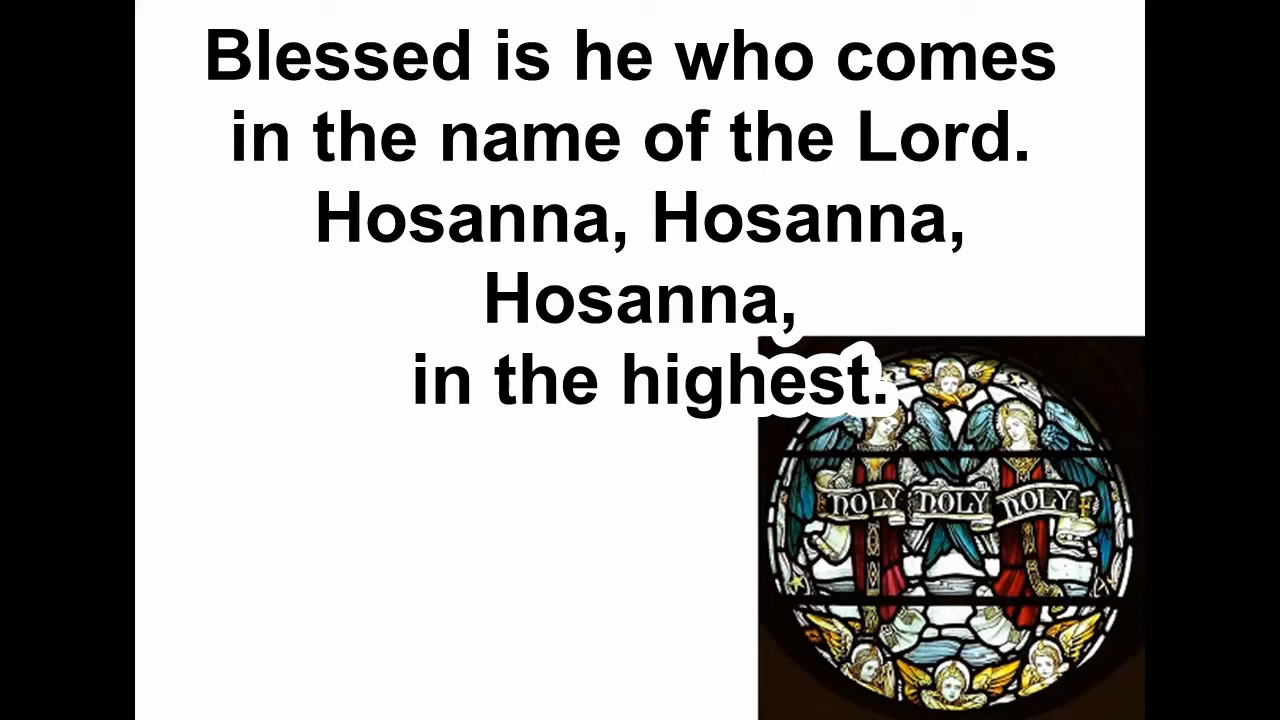 Blessed is he who comes
in the name of the Lord.
Hosanna, Hosanna,
Hosanna,
in the highest.
HOLY HOLY HOLY